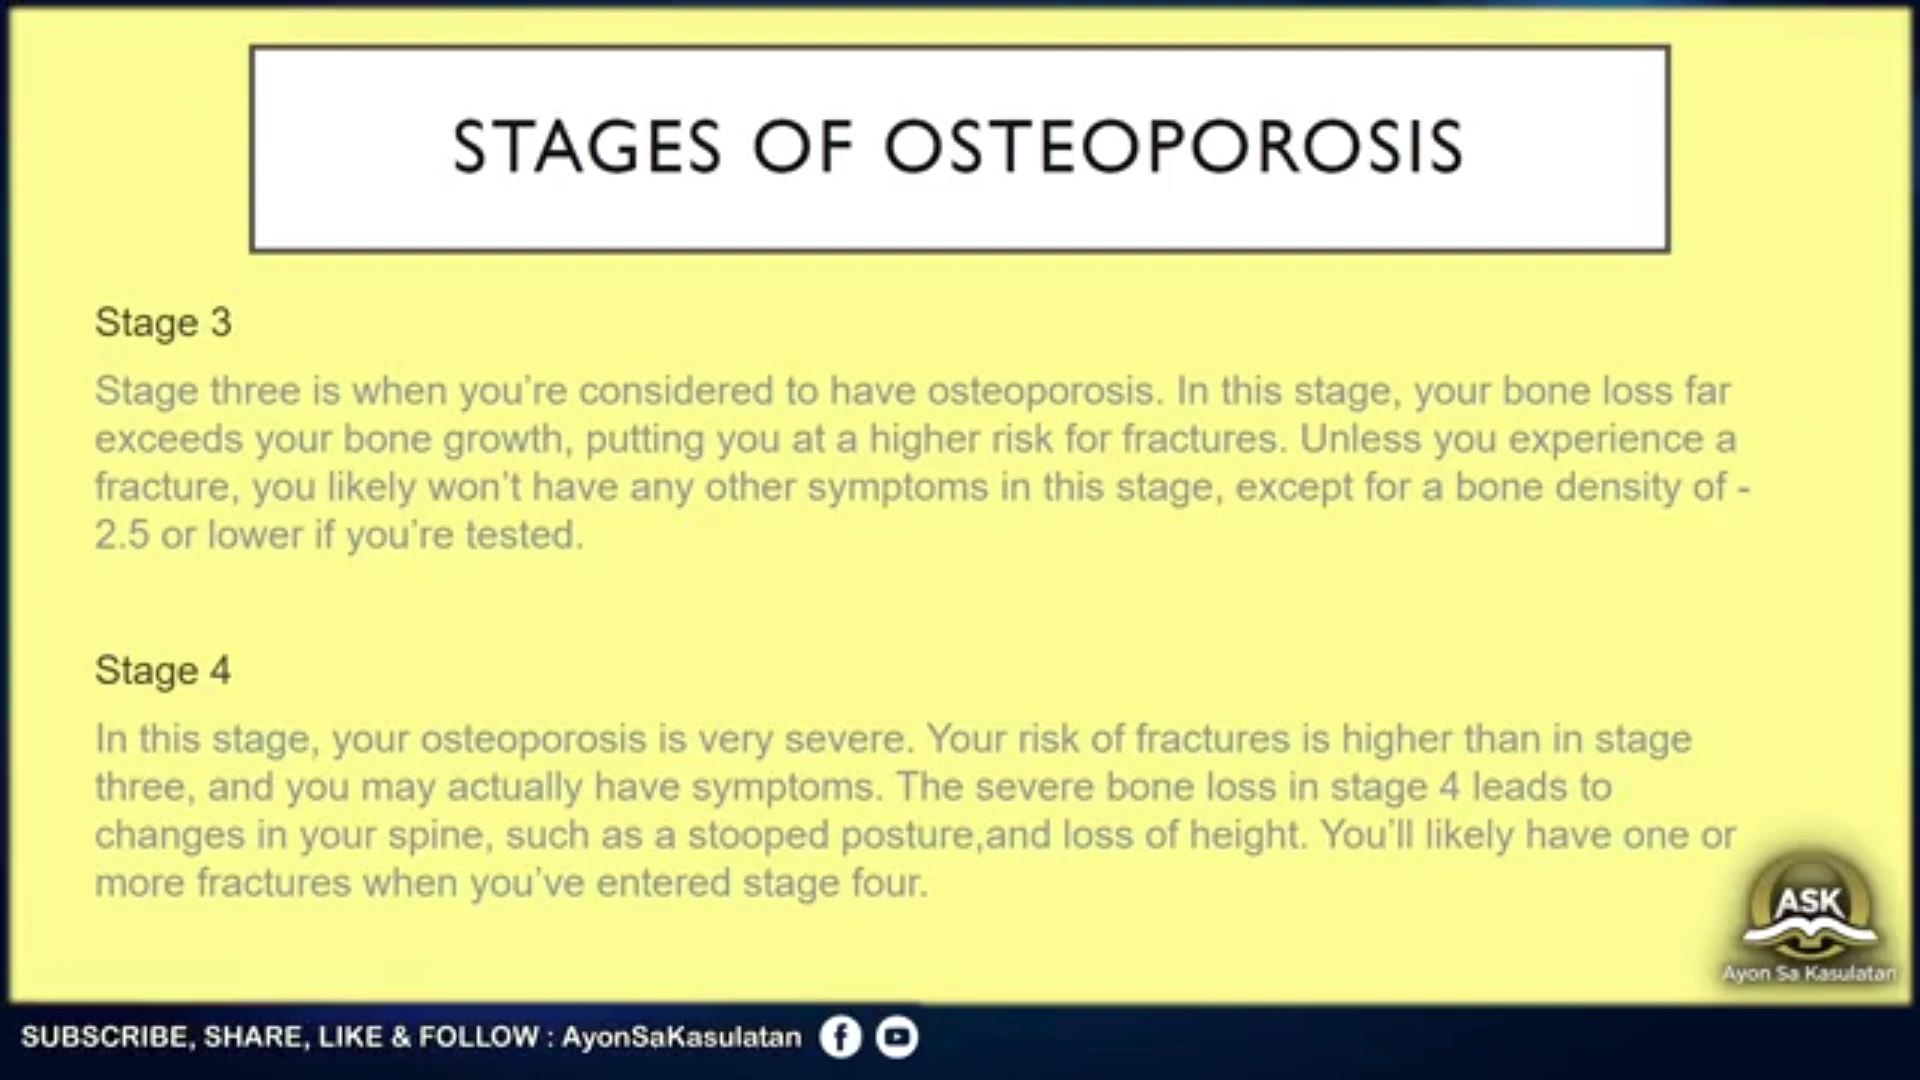 STAGES OF OSTEOPOROSIS
Stage 3
Stage three is when you’re considered to have osteoporosis. In this stage, your bone loss far
exceeds your bone growth, putting you at a higher risk for fractures. Unless you experience a
fracture, you likely won’t have any other symptoms in this stage, except for a bone density of -
2.5 or lower if you’re tested.
Stage 4
In this stage, your osteoporosis is very severe. Your risk of fractures is higher than in stage
three, and you may actually have symptoms. The severe bone loss in stage 4 leads to
changes in your spine, such as a stooped posture,and loss of height. You’ll likely have one or
more fractures when you’ve entered stage four.
ASK
Ayon Sa Kasulatan
SUBSCRIBE, SHARE, LIKE & FOLLOW : AyonSaKasulatan